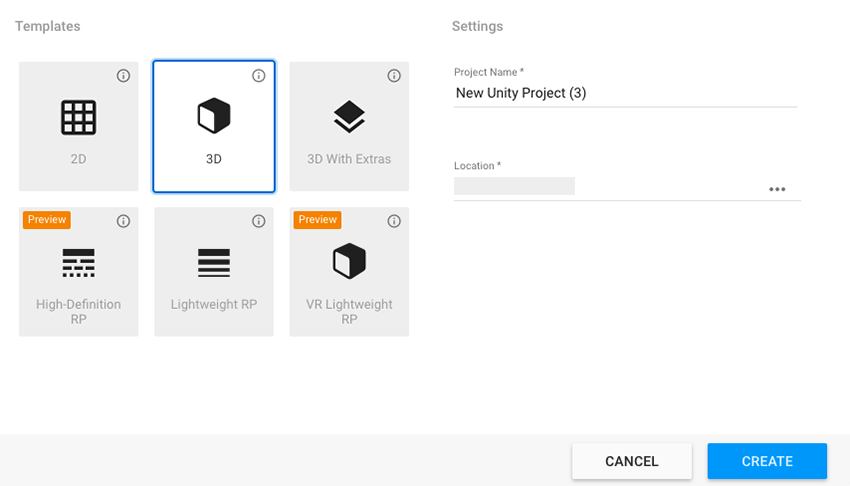 Templates
2D
3D
3D With Extras
Preview
High-Definition
RP
Lightweight RP
Preview
VR Lightweight
RP
Settings
Project Name *
New Unity Project (3)
Location *
CANCEL
CREATE